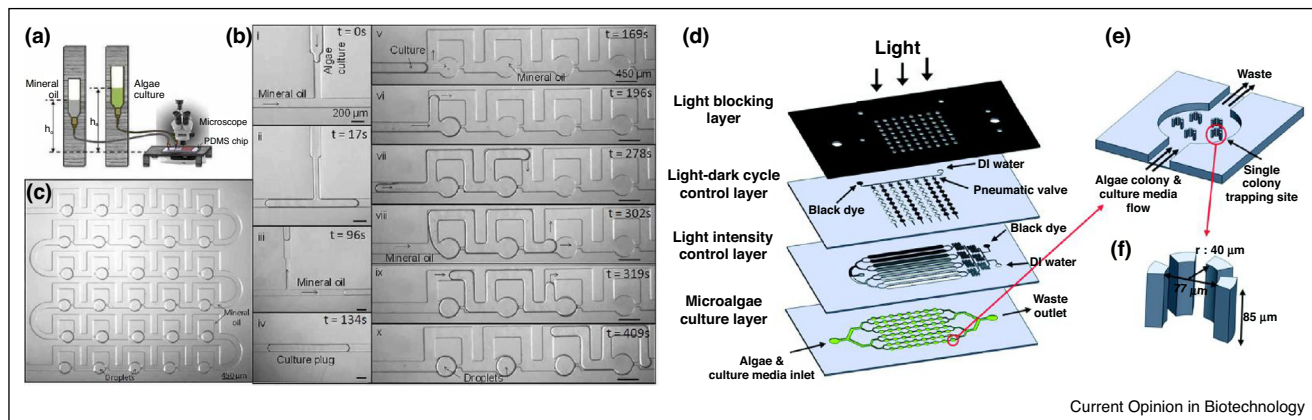 (a)
Mineral
oil
Algae
culture
Microscope
PDMS chip
(b)
i
t = 0s
Algae
culture
Mineral oil
200 μm
ii
t = 17s
iii
t = 96s
Mineral oil
iv
t = 134s
Culture plug
v
t = 169s
Culture
Mineral oil
450 μm
vi
t = 196s
vii
t = 278s
viii
t = 302s
Mineral oil
ix
t = 319s
x
t = 409s
Droplets
(c)
Mineral
oil
Droplets
450 μm
(d)
Light
Light blocking
layer
Light-dark cycle
control layer
DI water
Pneumatic valve
Black dye
Light intensity
control layer
Black dye
DI water
Microalgae
culture layer
Waste
outlet
Algae &
culture media inlet
(e)
Waste
Algae colony &
culture media
flow
Single
colony
trapping site
(f)
r : 40 μm
77 μm
85 μm
Current Opinion in Biotechnology